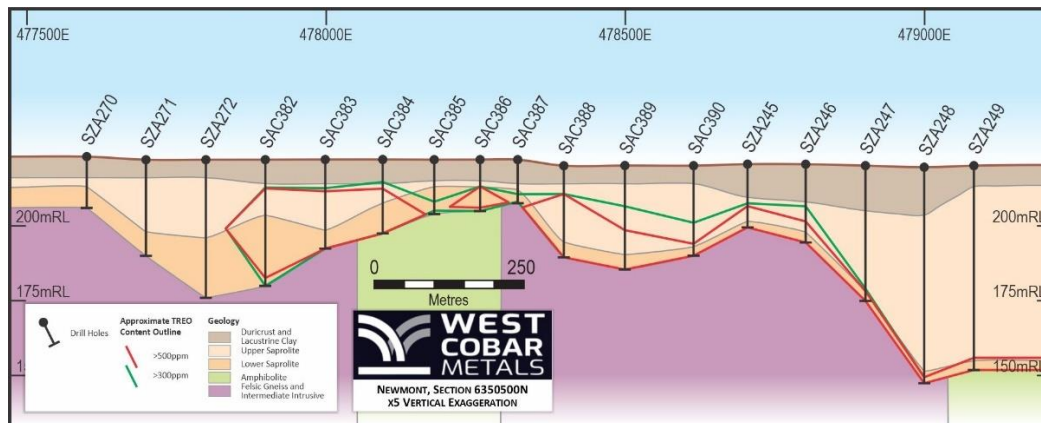 477500E
478000E
478500E
479000E
SZA270
SZA271
SZA272
SAC382
SAC383
SAC384
SAC385
SAC386
SAC387
SAC388
SAC389
SAC390
SZA245
SZA246
SZA247
SZA248
SZA249
200mRL
200mRL
175mRL
175mRL
150mRL
0 250
Metres
Drill Holes
Approximate TREO
Content Outline
>500ppm
>300ppm
Geology
Duricrust and
Lacustrine Clay
Upper Saprolite
Lower Saprolite
Amphibolite
Felsic Gneiss and
Intermediate Intrusive
WEST
COBAR
METALS
NEWMONT, SECTION 6350500N
X5 VERTICAL EXAGGERATION